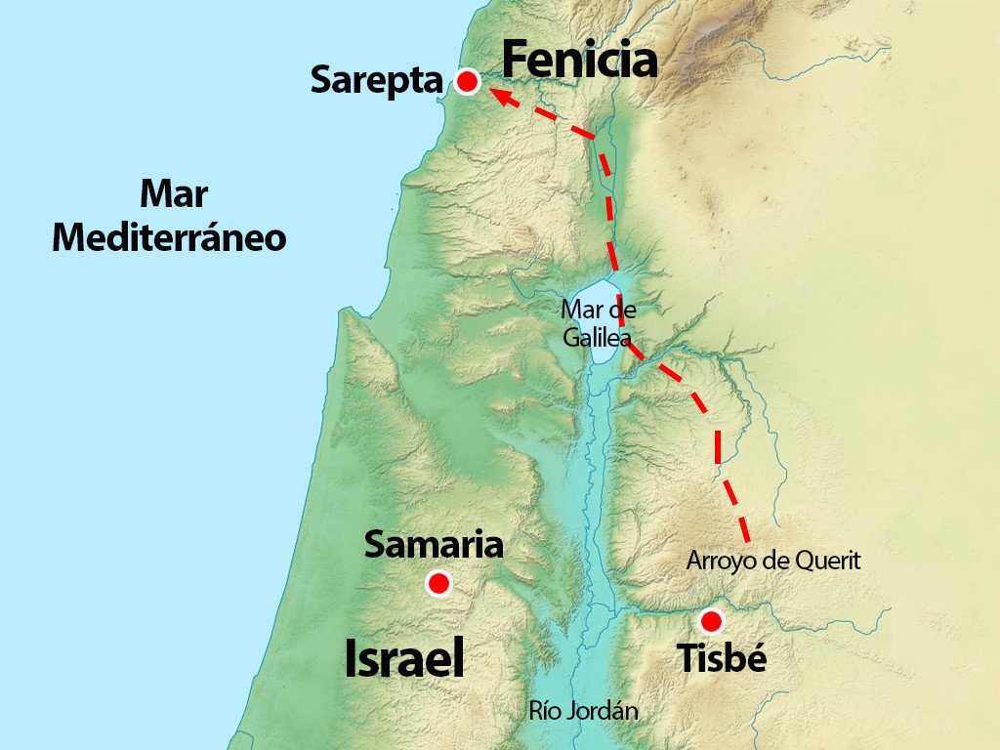 Fenicia
Sarepta
Mar
Mediterráneo
Mar de
Galilea
Samaria
Arroyo de Querit
Israel
Tisbé
Río Jordán